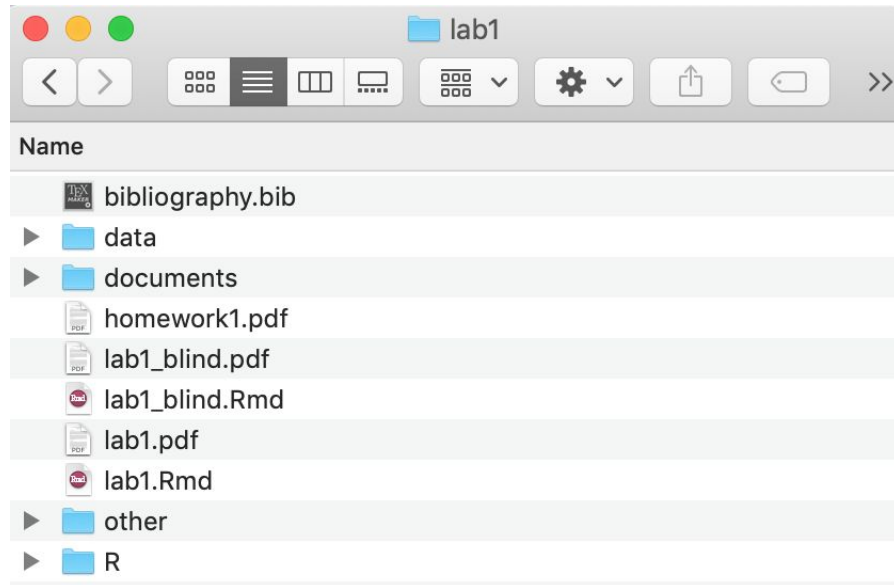 lab1
Name
bibliography.bib
data
documents
homework1.pdf
lab1_blind.pdf
lab1_blind.Rmd
lab1.pdf
lab1.Rmd
other
R